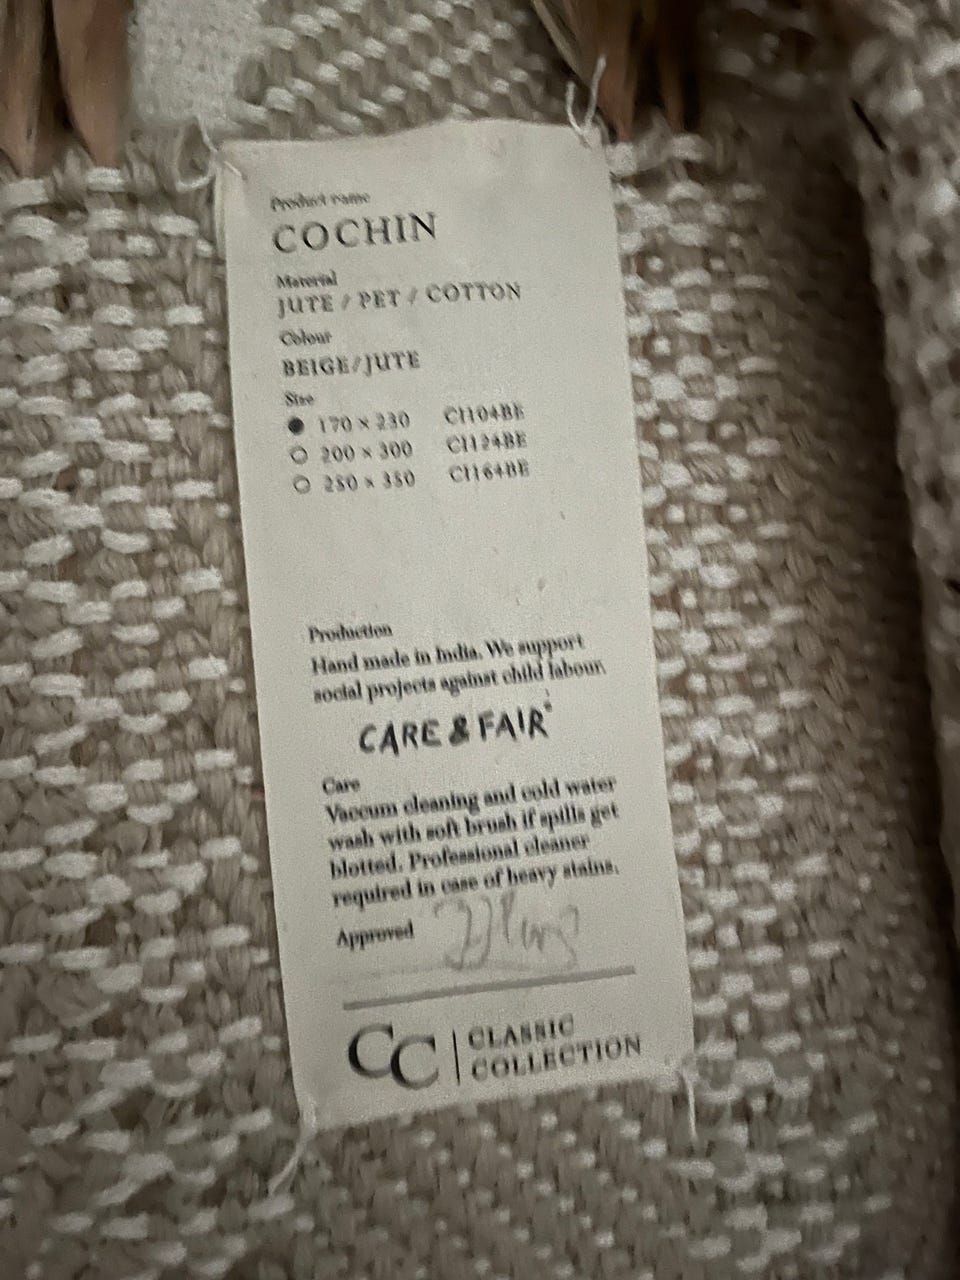 Product name
COCHIN
Material
JUTE / PET / COTTON
Colour
BEIGE/JUTE
Size
170 × 230 CI104BE
200 × 300 CI124BE
250 × 350 CI164BE
Production
Hand made in India. We support
social projects against child labour.
CARE & FAIR
Care
Vaccum cleaning and cold water
wash with soft brush if spills get
blotted. Professional cleaner
required in case of heavy stains.
Approved
CC | CLASSIC
COLLECTION